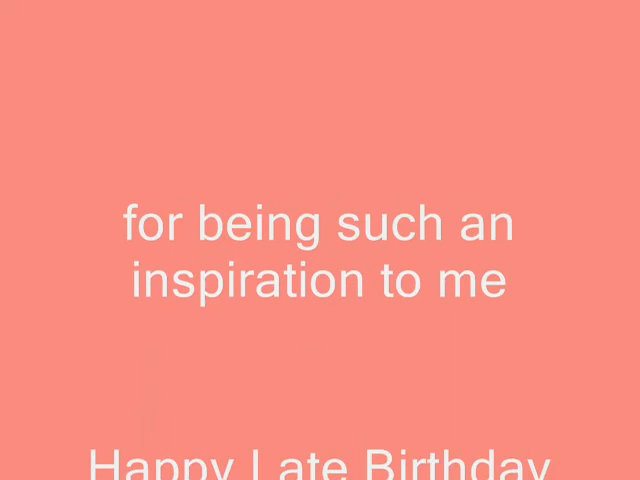 for being such an
inspiration to me
Happy Late Birthday